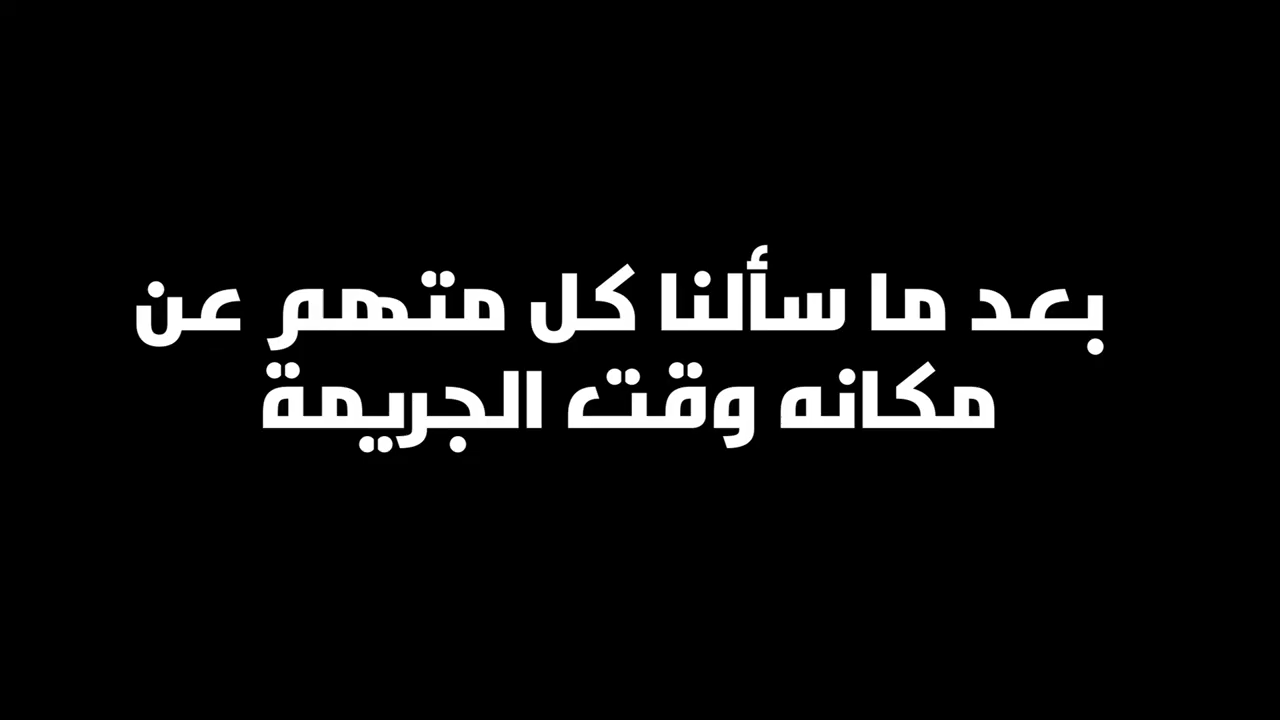 بعد ما سألنا كل متهم عن
مكانه وقت الجريمة